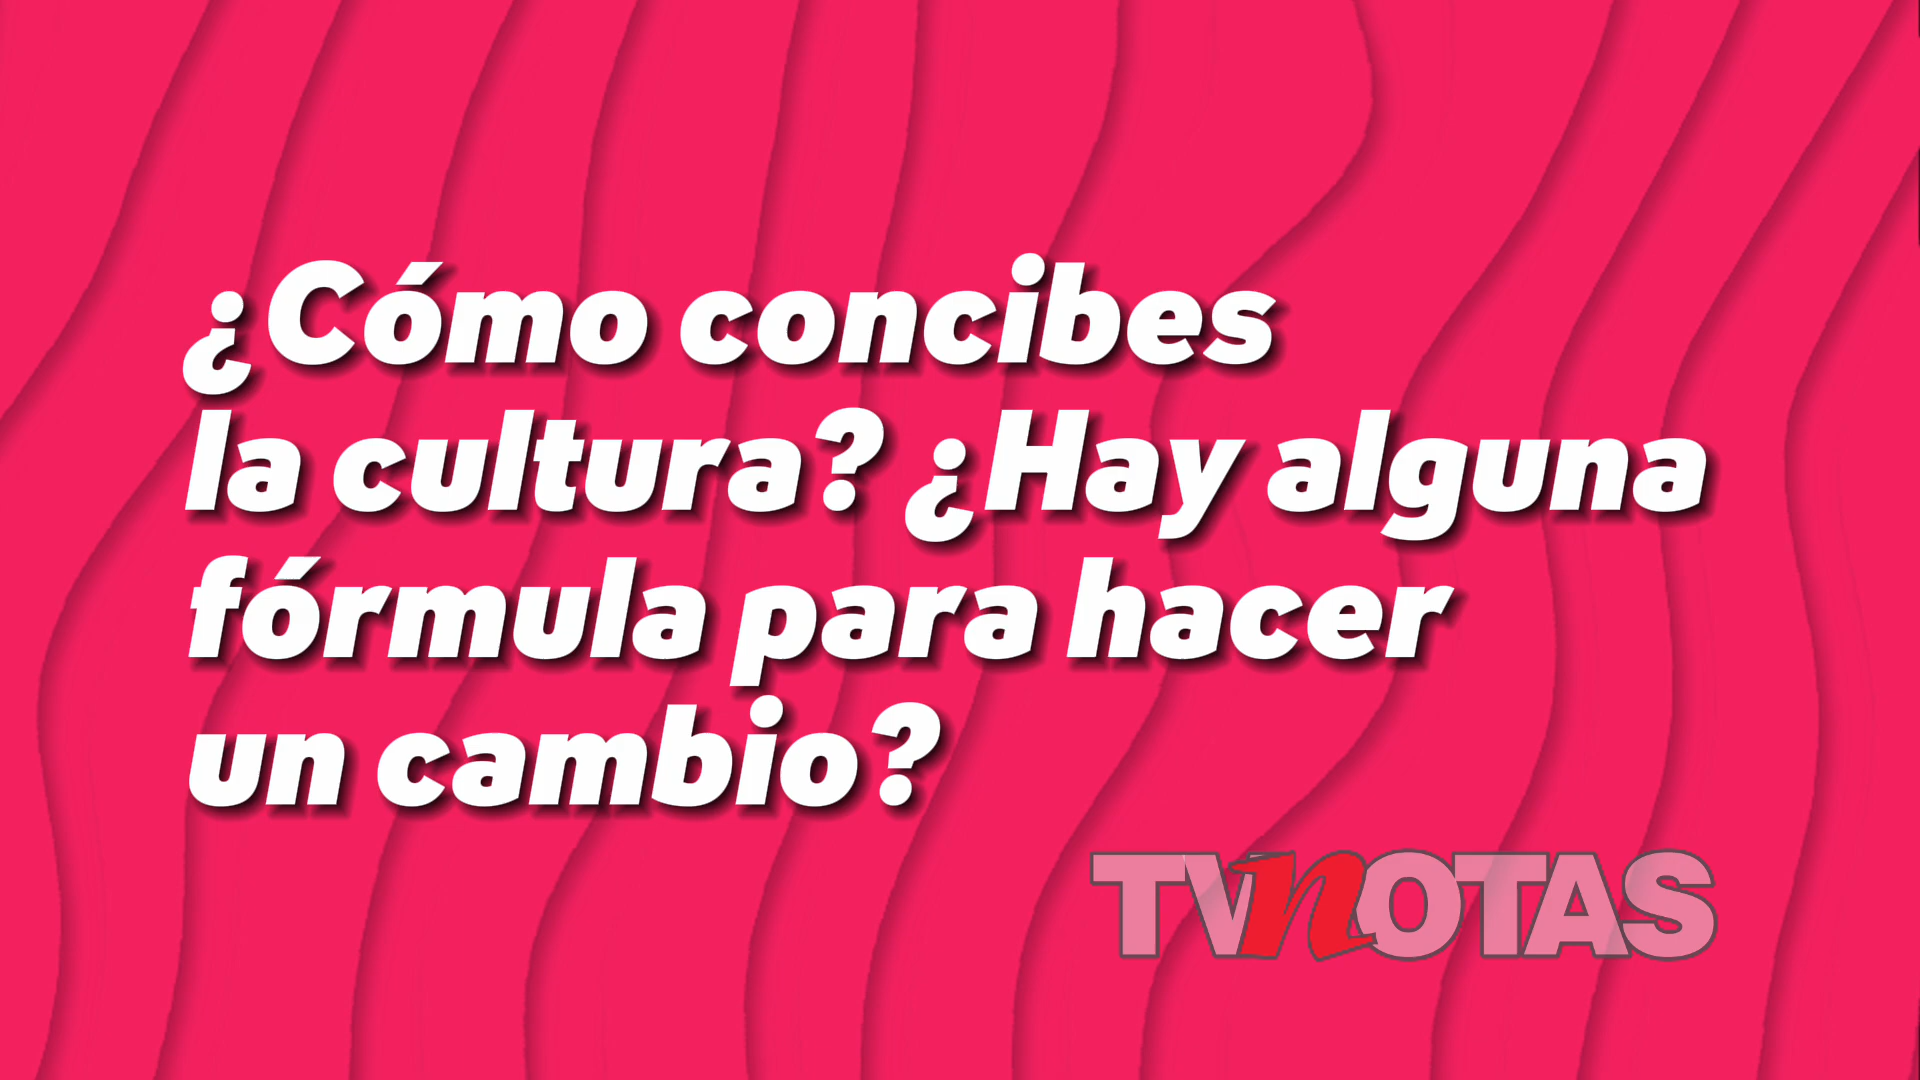 ¿Cómo concibes
la cultura? ¿Hay alguna
fórmula para hacer
un cambio?
TVnOTAS